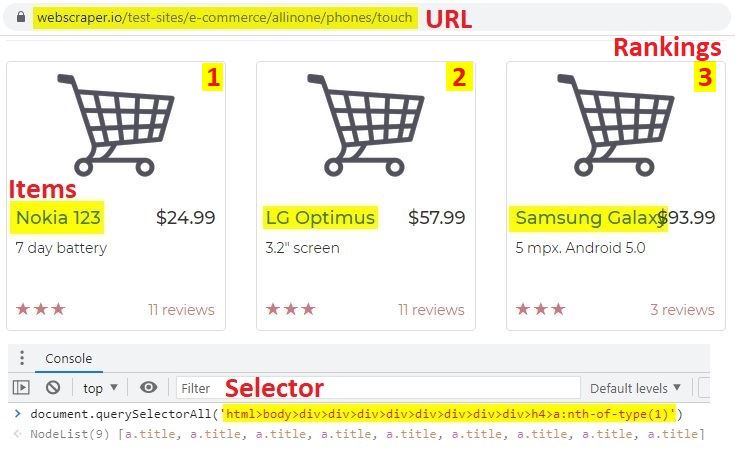 webscraper.io/test-sites/e-commerce/allinone/phones/touch URL
Rankings
1 2 3
Items
Nokia 123 $24.99 LG Optimus $57.99 Samsung Galaxy $93.99
7 day battery 3.2" screen 5 mpx. Android 5.0
11 reviews 11 reviews 3 reviews
Console
top Filter Selector Default levels
document.querySelectorAll('html>body>div>div>div>div>div>div>div>div>h4>a:nth-of-type(1)')
NodeList(9) [a.title, a.title, a.title, a.title, a.title, a.title, a.title, a.title, a.title]